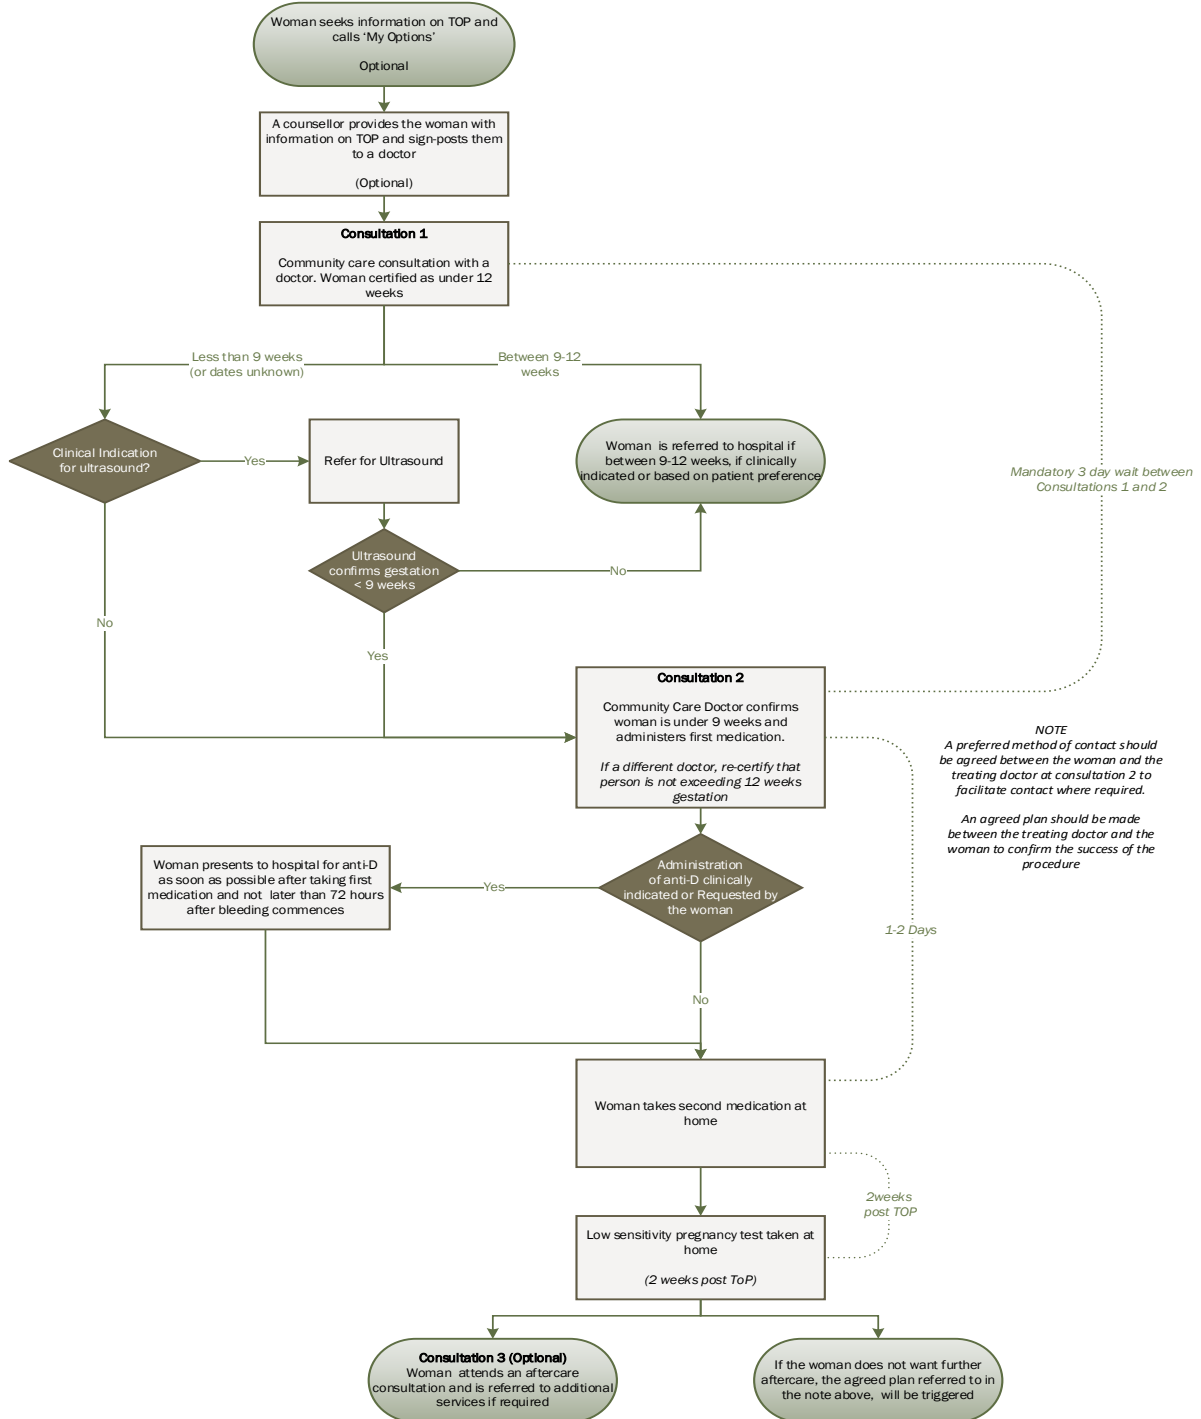 Woman seeks information on TOP and
calls ‘My Options’
Optional
A counsellor provides the woman with
information on TOP and sign-posts them
to a doctor
(Optional)
Consultation 1
Community care consultation with a
doctor. Woman certified as under 12
weeks
Less than 9 weeks
(or dates unknown)
Between 9-12
weeks
Clinical Indication
for ultrasound?
Yes
Refer for Ultrasound
Woman is referred to hospital if
between 9-12 weeks, if clinically
indicated or based on patient preference
Mandatory 3 day wait between
Consultations 1 and 2
Ultrasound
confirms gestation
< 9 weeks
No
No
Yes
Consultation 2
Community Care Doctor confirms
woman is under 9 weeks and
administers first medication.
If a different doctor, re-certify that
person is not exceeding 12 weeks
gestation
NOTE
A preferred method of contact should
be agreed between the woman and the
treating doctor at consultation 2 to
facilitate contact where required.
An agreed plan should be made
between the treating doctor and the
woman to confirm the success of the
procedure
Woman presents to hospital for anti-D
as soon as possible after taking first
medication and not later than 72 hours
after bleeding commences
Yes
Administration
of anti-D clinically
indicated or Requested by
the woman
1-2 Days
No
Woman takes second medication at
home
2weeks
post TOP
Low sensitivity pregnancy test taken at
home
(2 weeks post ToP)
Consultation 3 (Optional)
Woman attends an aftercare
consultation and is referred to additional
services if required
If the woman does not want further
aftercare, the agreed plan referred to in
the note above, will be triggered